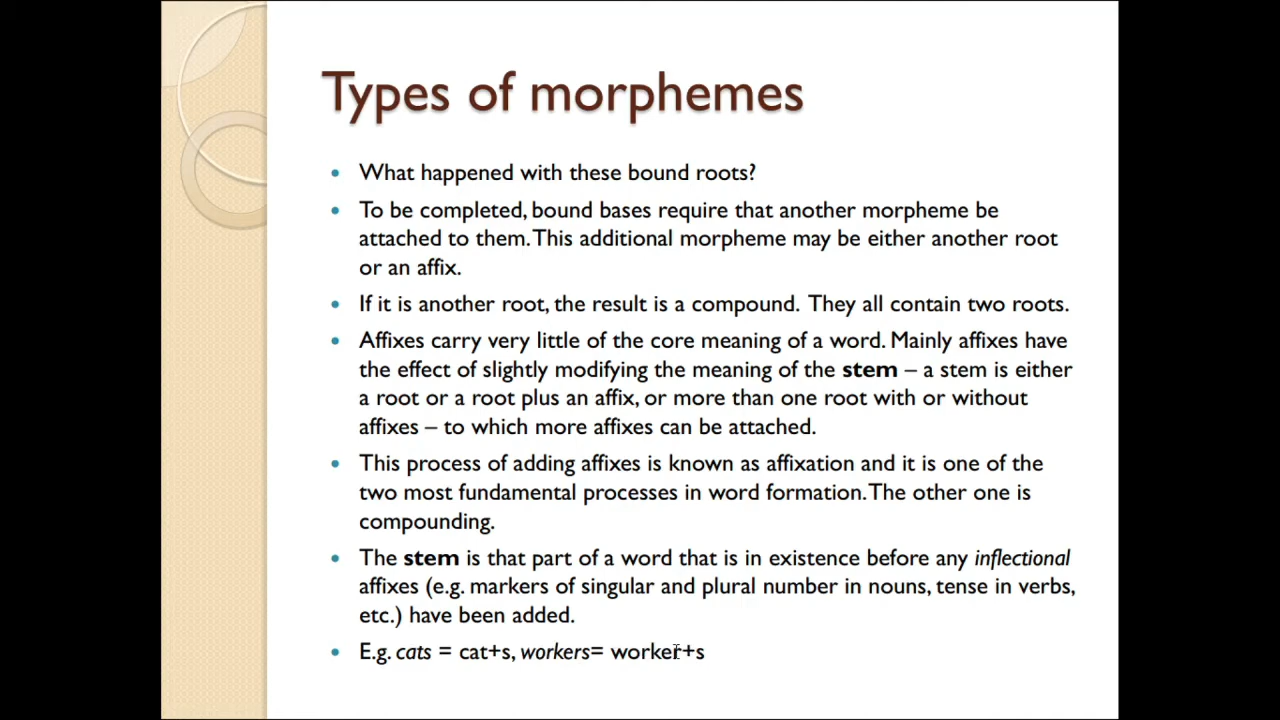 Types of morphemes
• What happened with these bound roots?
• To be completed, bound bases require that another morpheme be
attached to them. This additional morpheme may be either another root
or an affix.
• If it is another root, the result is a compound. They all contain two roots.
• Affixes carry very little of the core meaning of a word. Mainly affixes have
the effect of slightly modifying the meaning of the stem – a stem is either
a root or a root plus an affix, or more than one root with or without
affixes – to which more affixes can be attached.
• This process of adding affixes is known as affixation and it is one of the
two most fundamental processes in word formation. The other one is
compounding.
• The stem is that part of a word that is in existence before any inflectional
affixes (e.g. markers of singular and plural number in nouns, tense in verbs,
etc.) have been added.
• E.g. cats = cat+s, workers= worker+s